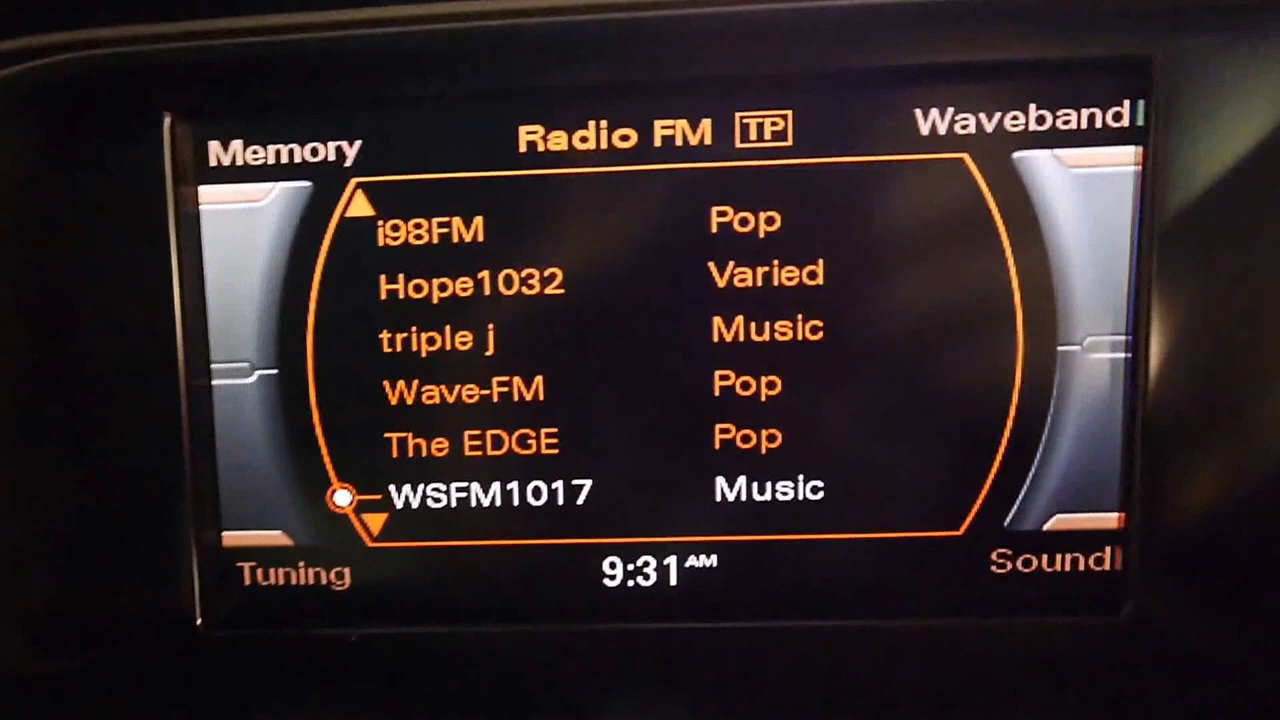 Memory
Radio FM TP
Waveband
i98FM Pop
Hope1032 Varied
triple j Music
Wave-FM Pop
The EDGE Pop
WSFM1017 Music
Tuning
9:31 AM
Sound